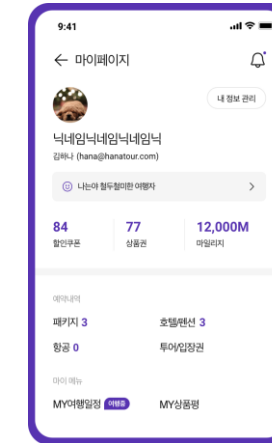 9:41
마이페이지
내 정보 관리
닉네임닉네임닉네임닉
김하나 (hana@hanatour.com)
나는야 철두철미한 여행자
84 77 12,000M
할인쿠폰 상품권 마일리지
예약내역
패키지 3 호텔/펜션 3
항공 0 투어/입장권
마이 메뉴
MY여행일정 여행중 MY상품평